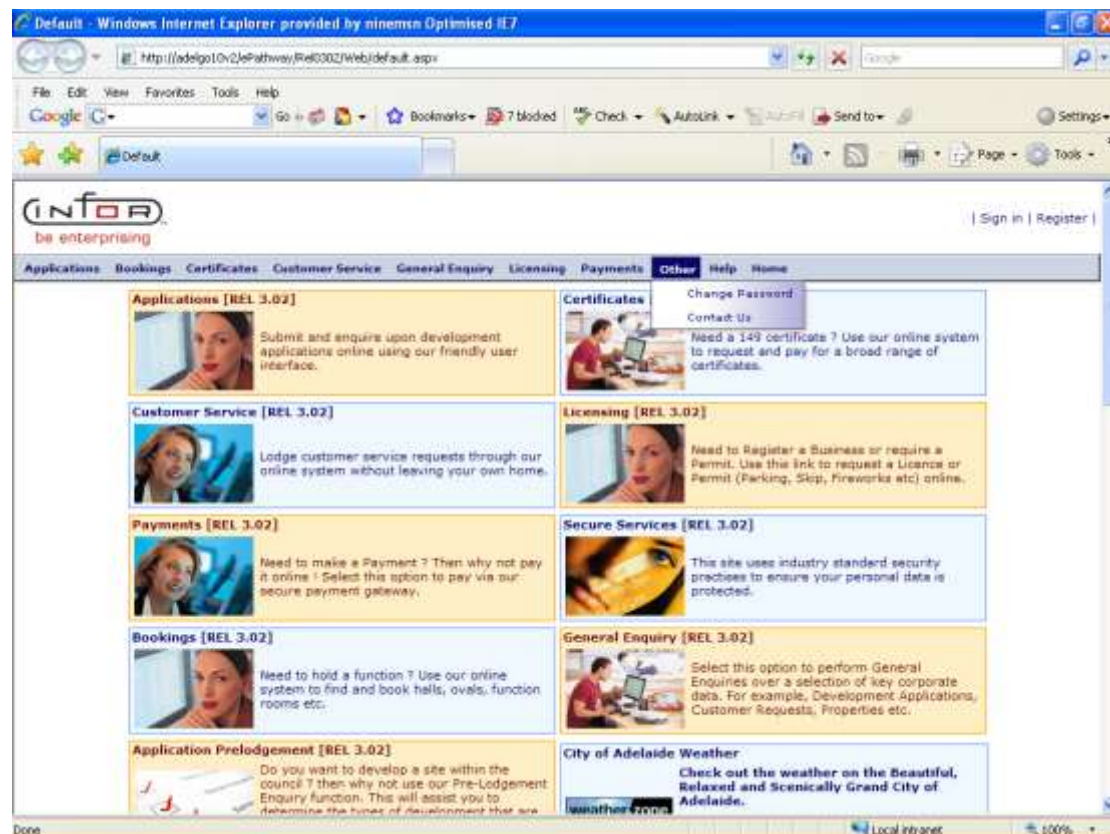 Default - Windows Internet Explorer provided by ninemsn Optimised IE7
http://adelgo10v2/ePathway/Rel0302/Web/default.aspx
Google
File Edit View Favorites Tools Help
Google G Go Bookmarks 7 blocked Check AutoLink AutoFill Send to Settings
Default Page Tools
infor
be enterprising
| Sign in | Register |
Applications Bookings Certificates Customer Service General Enquiry Licensing Payments Other Help Home
Change Password
Contact Us
Applications [REL 3.02]
Submit and enquire upon development
applications online using our friendly user
interface.
Certificates
Need a 149 certificate ? Use our online system
to request and pay for a broad range of
certificates.
Customer Service [REL 3.02]
Lodge customer service requests through our
online system without leaving your own home.
Licensing [REL 3.02]
Need to Register a Business or require a
Permit. Use this link to request a Licence or
Permit (Parking, Skip, Fireworks etc) online.
Payments [REL 3.02]
Need to make a Payment ? Then why not pay
it online ! Select this option to pay via our
secure payment gateway.
Secure Services [REL 3.02]
This site uses industry standard security
practises to ensure your personal data is
protected.
Bookings [REL 3.02]
Need to hold a function ? Use our online
system to find and book halls, ovals, function
rooms etc.
General Enquiry [REL 3.02]
Select this option to perform General
Enquiries over a selection of key corporate
data. For example, Development Applications,
Customer Requests, Properties etc.
Application Prelodgement [REL 3.02]
Do you want to develop a site within the
council ? then why not use our Pre-Lodgement
Enquiry function. This will assist you to
determine the types of development that are
City of Adelaide Weather
Check out the weather on the Beautiful,
Relaxed and Scenically Grand City of
Adelaide.
weatherzone
Done Local intranet 100%